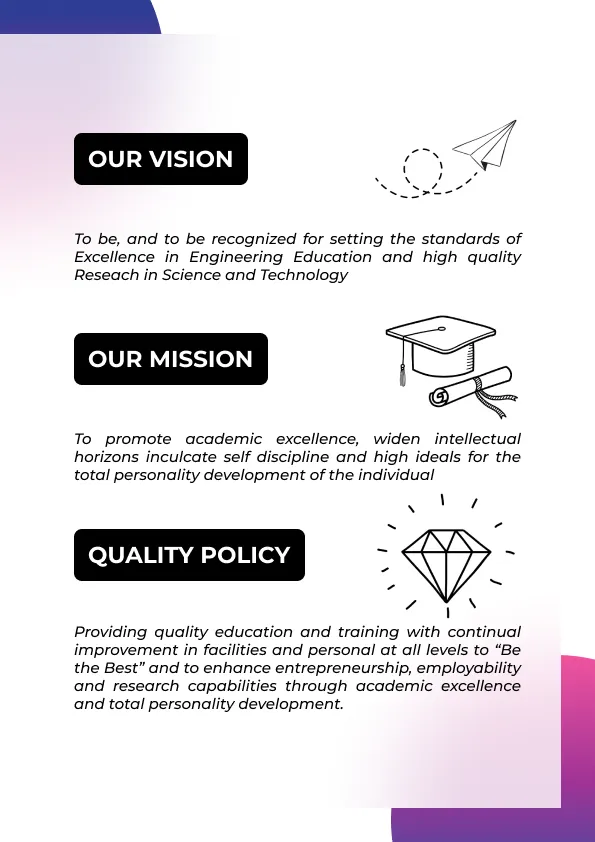 OUR VISION
To be, and to be recognized for setting the standards of
Excellence in Engineering Education and high quality
Reseach in Science and Technology
OUR MISSION
To promote academic excellence, widen intellectual
horizons inculcate self discipline and high ideals for the
total personality development of the individual
QUALITY POLICY
Providing quality education and training with continual
improvement in facilities and personal at all levels to “Be
the Best” and to enhance entrepreneurship, employability
and research capabilities through academic excellence
and total personality development.